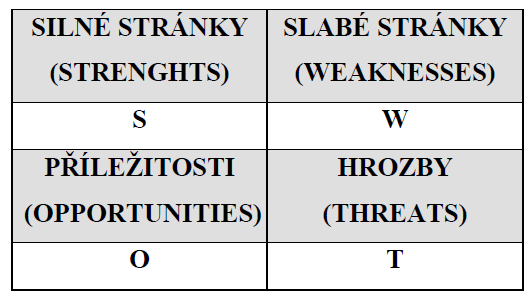 SILNÉ STRÁNKY
(STRENGHTS)
SLABÉ STRÁNKY
(WEAKNESSES)
S
W
PŘÍLEŽITOSTI
(OPPORTUNITIES)
HROZBY
(THREATS)
O
T